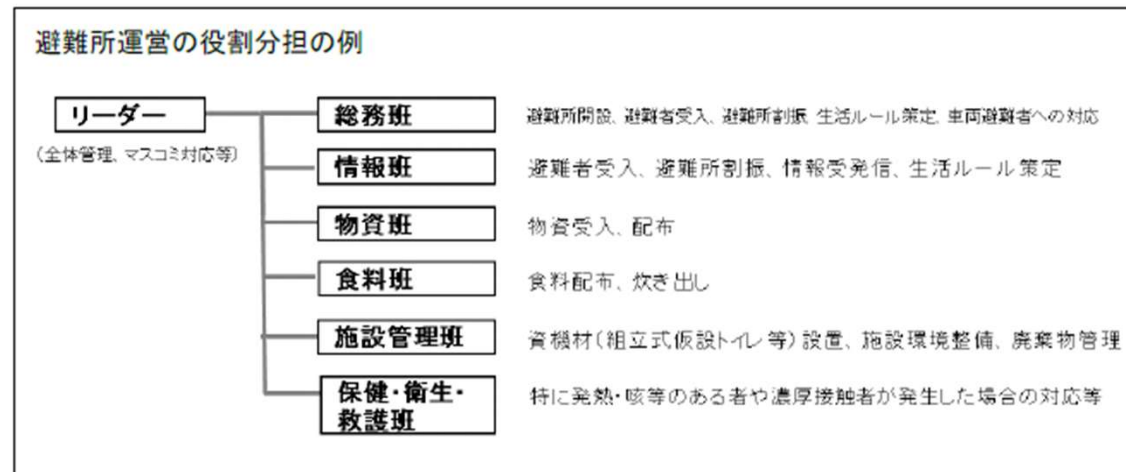 避難所運営の役割分担の例
リーダー
(全体管理、マスコミ対応等)
総務班 避難所開設、避難者受入、避難所割振、生活ルール策定、車両避難者への対応
情報班 避難者受入、避難所割振、情報受発信、生活ルール策定
物資班 物資受入、配布
食料班 食料配布、炊き出し
施設管理班 資機材(組立式仮設トイレ等)設置、施設環境整備、廃棄物管理
保健・衛生・
救護班
特に発熱・咳等のある者や濃厚接触者が発生した場合の対応等